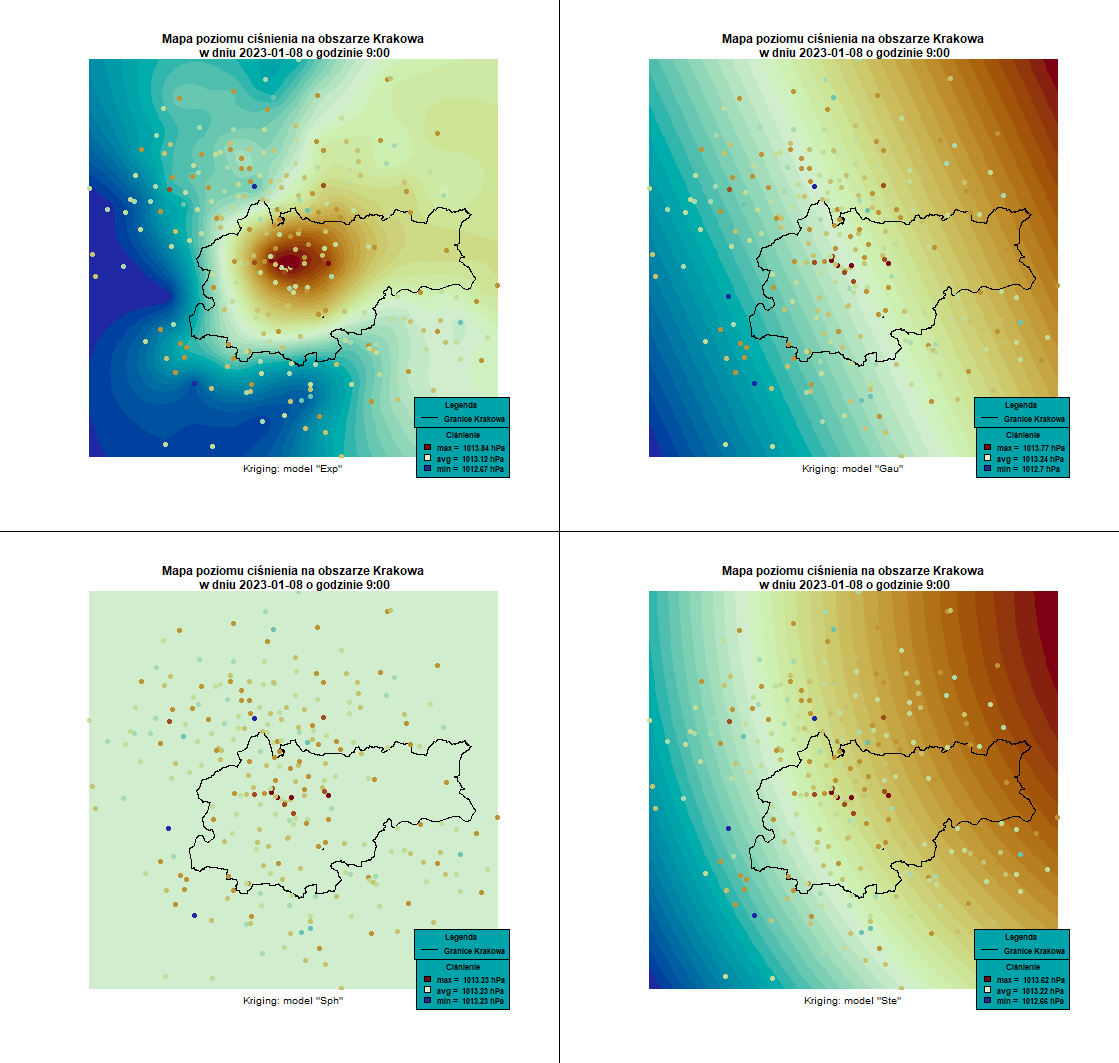 Mapa poziomu ciśnienia na obszarze Krakowa
w dniu 2023-01-08 o godzinie 9:00
Legenda
Granice Krakowa
Ciśnienie
max = 1013.84 hPa
avg = 1013.12 hPa
min = 1012.67 hPa
Kriging: model "Exp"
Mapa poziomu ciśnienia na obszarze Krakowa
w dniu 2023-01-08 o godzinie 9:00
Legenda
Granice Krakowa
Ciśnienie
max = 1013.77 hPa
avg = 1013.24 hPa
min = 1012.7 hPa
Kriging: model "Gau"
Mapa poziomu ciśnienia na obszarze Krakowa
w dniu 2023-01-08 o godzinie 9:00
Legenda
Granice Krakowa
Ciśnienie
max = 1013.23 hPa
avg = 1013.23 hPa
min = 1013.23 hPa
Kriging: model "Sph"
Mapa poziomu ciśnienia na obszarze Krakowa
w dniu 2023-01-08 o godzinie 9:00
Legenda
Granice Krakowa
Ciśnienie
max = 1013.62 hPa
avg = 1013.22 hPa
min = 1012.66 hPa
Kriging: model "Ste"